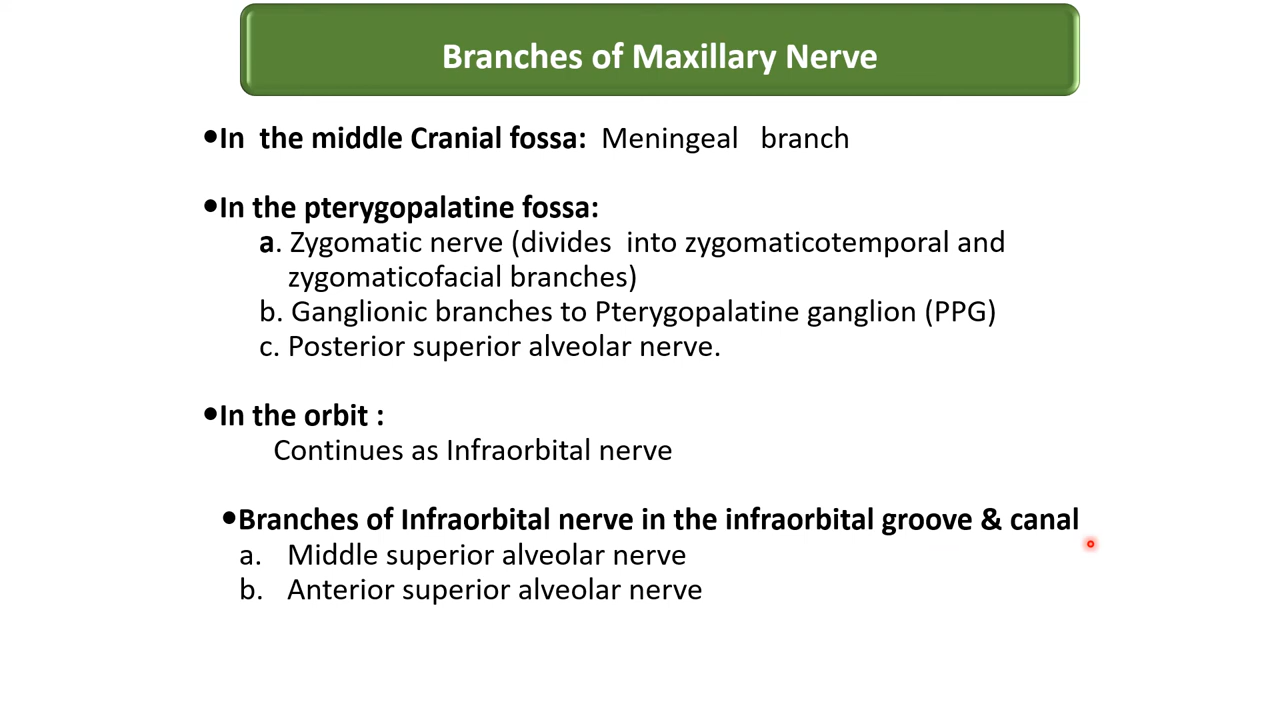 Branches of Maxillary Nerve
•In the middle Cranial fossa: Meningeal branch
•In the pterygopalatine fossa:
a. Zygomatic nerve (divides into zygomaticotemporal and
zygomaticofacial branches)
b. Ganglionic branches to Pterygopalatine ganglion (PPG)
c. Posterior superior alveolar nerve.
•In the orbit :
Continues as Infraorbital nerve
•Branches of Infraorbital nerve in the infraorbital groove & canal
a. Middle superior alveolar nerve
b. Anterior superior alveolar nerve